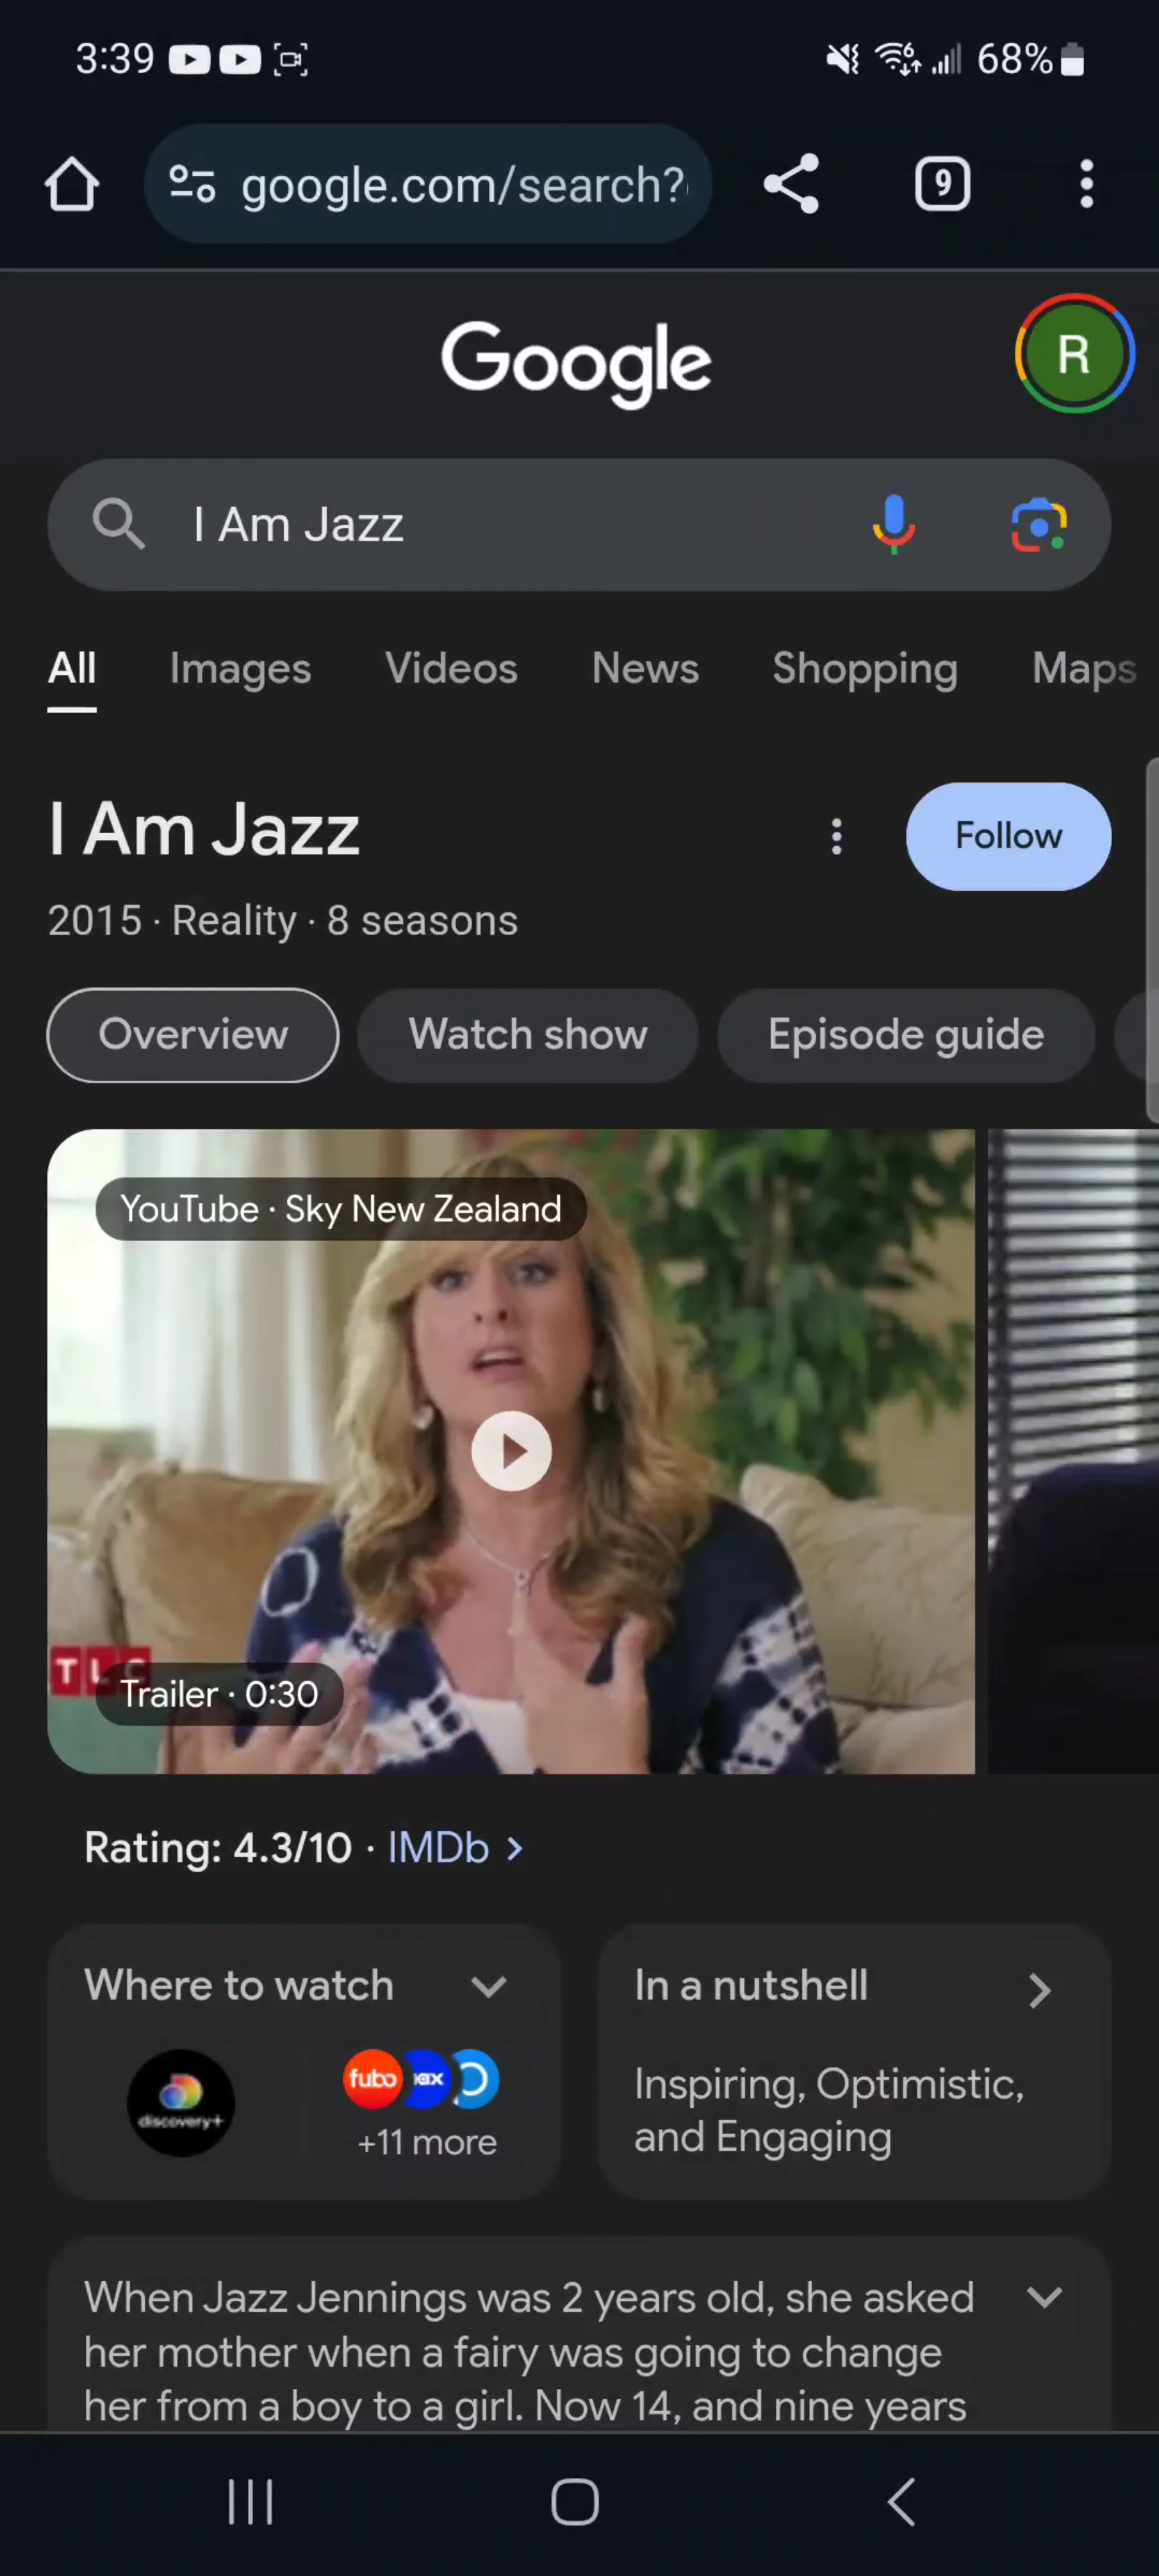 3:39
68%
google.com/search?
9
Google
R
I Am Jazz
All Images Videos News Shopping Maps
I Am Jazz
Follow
2015 · Reality · 8 seasons
Overview Watch show Episode guide
YouTube · Sky New Zealand
TLC
Trailer · 0:30
Rating: 4.3/10 · IMDb
Where to watch
discovery+
fubo
+11 more
In a nutshell
Inspiring, Optimistic,
and Engaging
When Jazz Jennings was 2 years old, she asked
her mother when a fairy was going to change
her from a boy to a girl. Now 14, and nine years